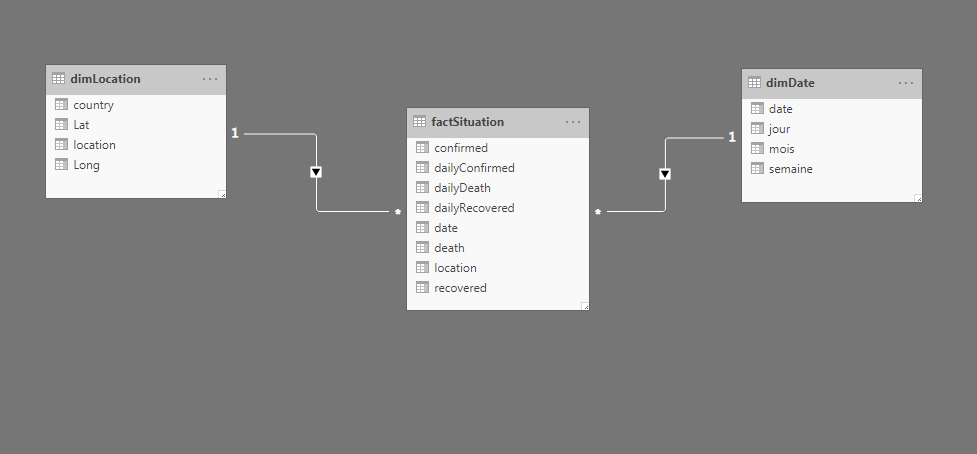 dimLocation
country
Lat
location
Long
1
*
factSituation
confirmed
dailyConfirmed
dailyDeath
dailyRecovered
date
death
location
recovered
*
1
dimDate
date
jour
mois
semaine